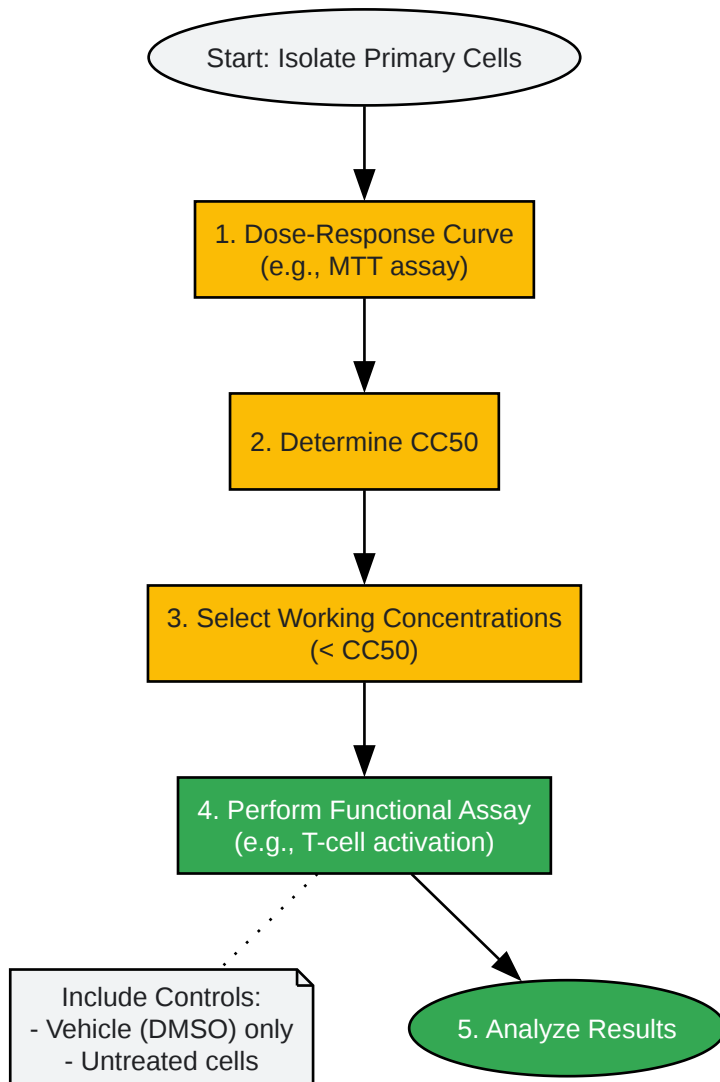 Start: Isolate Primary Cells
1. Dose-Response Curve
(e.g., MTT assay)
2. Determine CC50
3. Select Working Concentrations
(< CC50)
4. Perform Functional Assay
(e.g., T-cell activation)
Include Controls:
- Vehicle (DMSO) only
- Untreated cells
5. Analyze Results